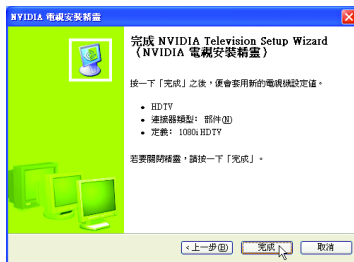 NVIDIA 電視安裝精靈
完成 NVIDIA Television Setup Wizard
（NVIDIA 電視安裝精靈）
按一下「完成」之後，便會套用新的電視機設定值。
• HDTV
• 連接器類型： 部件(N)
• 定義： 1080i HDTV
若要關閉精靈，請按一下「完成」。
<上一步(B)
完成
取消